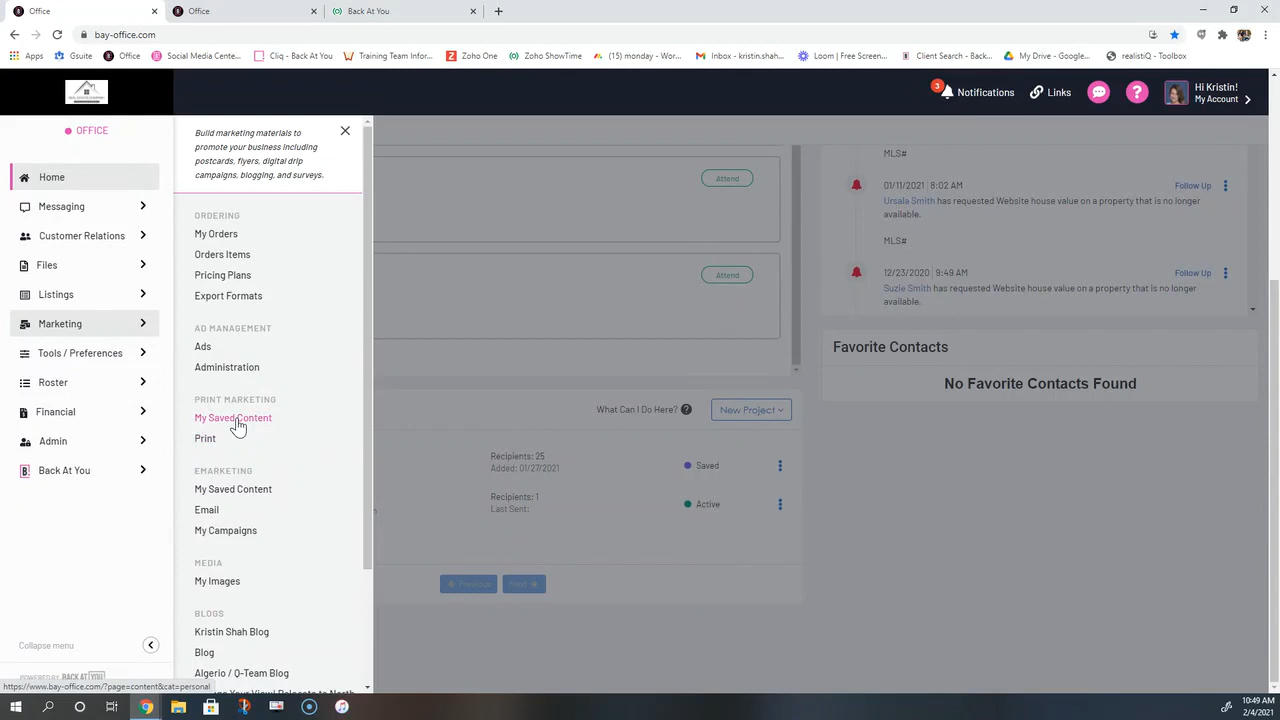 Office
Office
Back At You
bay-office.com
Apps
Gsuite
Office
Social Media Cente...
Cliq - Back At You
Training Team Infor...
Zoho One
Zoho ShowTime
(15) monday - Wor...
Inbox - kristin.shah...
Loom | Free Screen...
Client Search - Back...
My Drive - Google...
realistiQ - Toolbox
3
Notifications
Links
?
Hi Kristin!
My Account
OFFICE
Home
Messaging
Customer Relations
Files
Listings
Marketing
Tools / Preferences
Roster
Financial
Admin
Back At You
Collapse menu
POWERED BY BACK AT YOU
Build marketing materials to
promote your business including
postcards, flyers, digital drip
campaigns, blogging, and surveys.
ORDERING
My Orders
Orders Items
Pricing Plans
Export Formats
AD MANAGEMENT
Ads
Administration
PRINT MARKETING
My Saved Content
Print
EMARKETING
My Saved Content
Email
My Campaigns
MEDIA
My Images
BLOGS
Kristin Shah Blog
Blog
Algerio / Q-Team Blog
Attend
Attend
What Can I Do Here?
New Project
Recipients: 25
Added: 01/27/2021
Saved
Recipients: 1
Last Sent:
Active
Previous
Next
MLS#
01/11/2021 | 8:02 AM
Follow Up
Ursala Smith has requested Website house value on a property that is no longer
available.
MLS#
12/23/2020 | 9:49 AM
Follow Up
Suzie Smith has requested Website house value on a property that is no longer
available.
Favorite Contacts
No Favorite Contacts Found
https://www.bay-office.com/?page=content&cat=personal
10:49 AM
2/4/2021